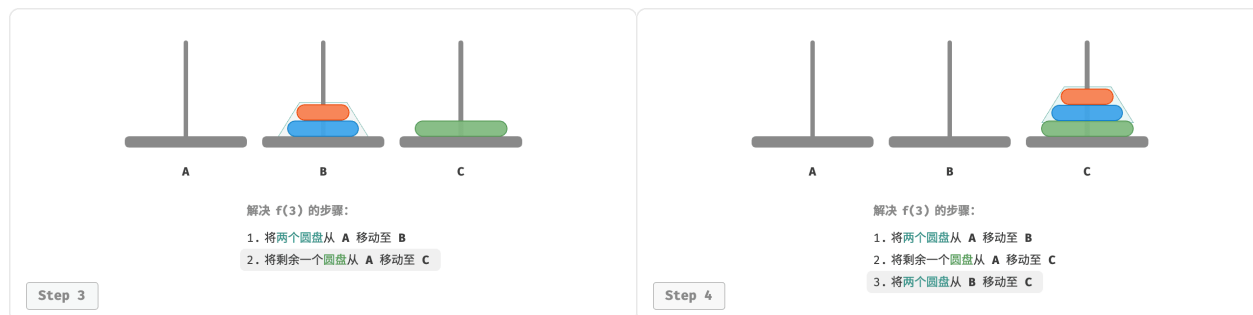 A B C
解决 f(3) 的步骤：
1. 将两个圆盘从 A 移动至 B
2. 将剩余一个圆盘从 A 移动至 C
Step 3
A B C
解决 f(3) 的步骤：
1. 将两个圆盘从 A 移动至 B
2. 将剩余一个圆盘从 A 移动至 C
3. 将两个圆盘从 B 移动至 C
Step 4